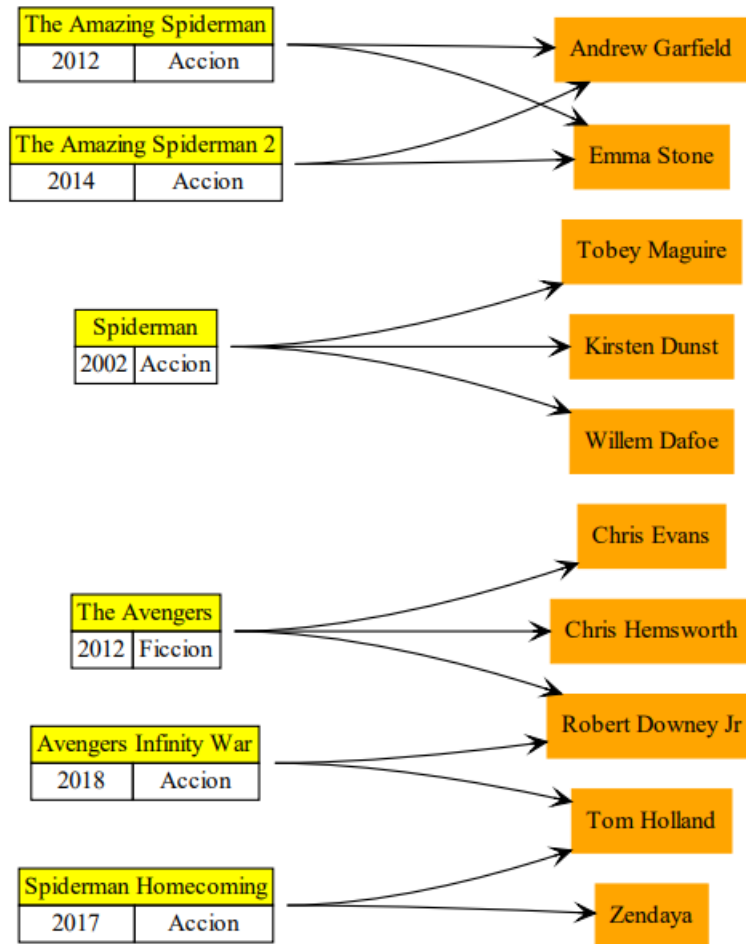 The Amazing Spiderman
2012 Accion
The Amazing Spiderman 2
2014 Accion
Spiderman
2002 Accion
The Avengers
2012 Ficcion
Avengers Infinity War
2018 Accion
Spiderman Homecoming
2017 Accion
Andrew Garfield
Emma Stone
Tobey Maguire
Kirsten Dunst
Willem Dafoe
Chris Evans
Chris Hemsworth
Robert Downey Jr
Tom Holland
Zendaya